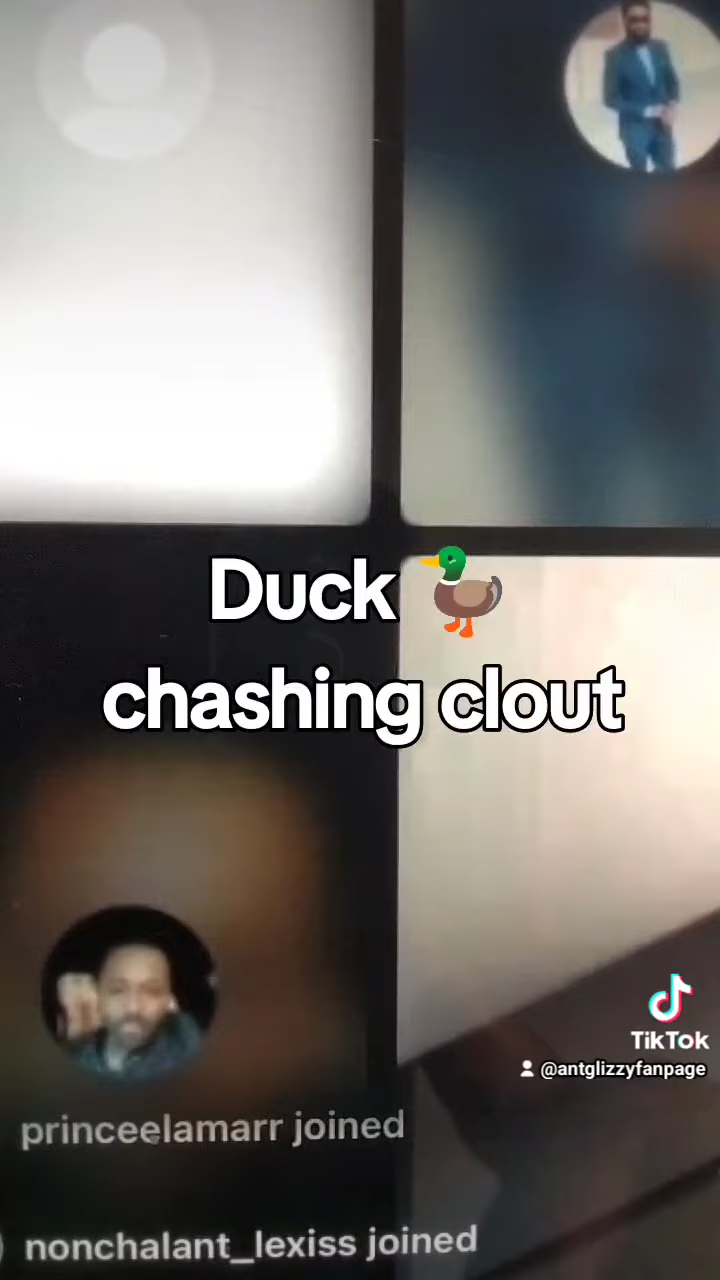 Duck 🦆
chashing clout
TikTok
@antglizzyfanpage
princeelamarr joined
nonchalant_lexiss joined